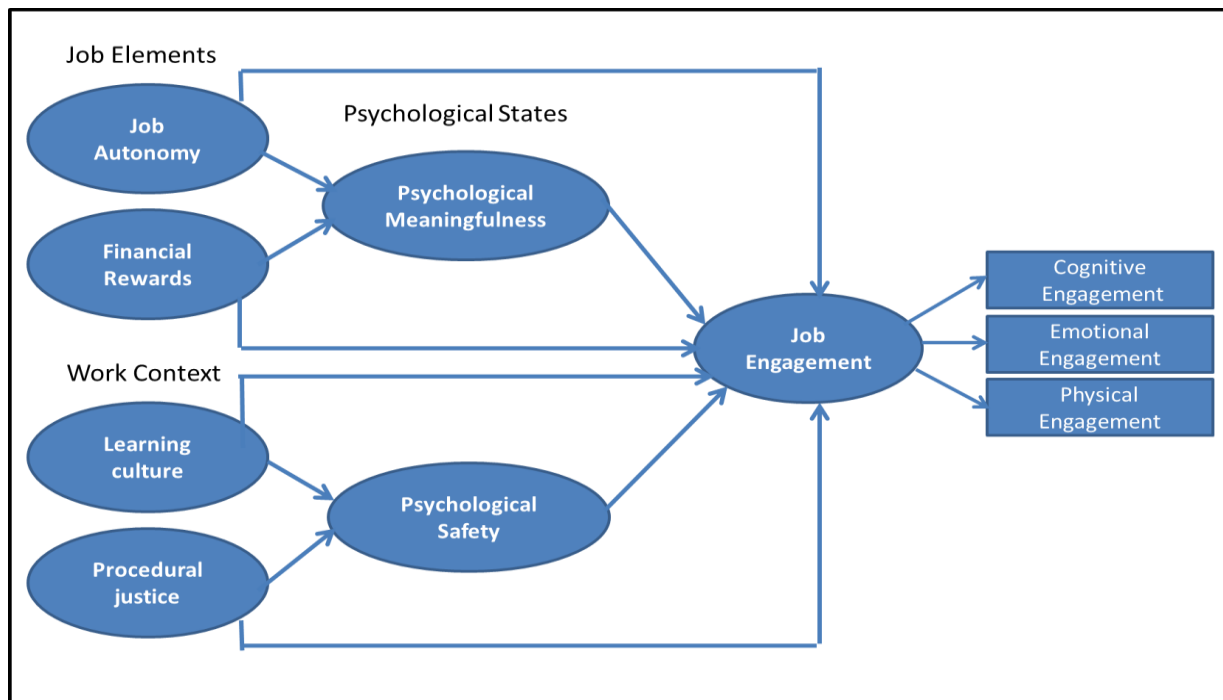 Job Elements
Job
Autonomy
Psychological States
Psychological
Meaningfulness
Financial
Rewards
Cognitive
Engagement
Job
Engagement
Emotional
Engagement
Work Context
Physical
Engagement
Learning
culture
Psychological
Safety
Procedural
justice